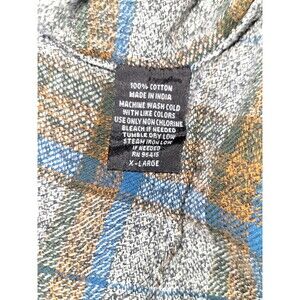 100% COTTON
MADE IN INDIA
MACHINE WASH COLD
WITH LIKE COLORS
USE ONLY NON CHLORINE
BLEACH IF NEEDED
TUMBLE DRY LOW
STEAM IRON LOW
IF NEEDED
RN 96415
X-LARGE